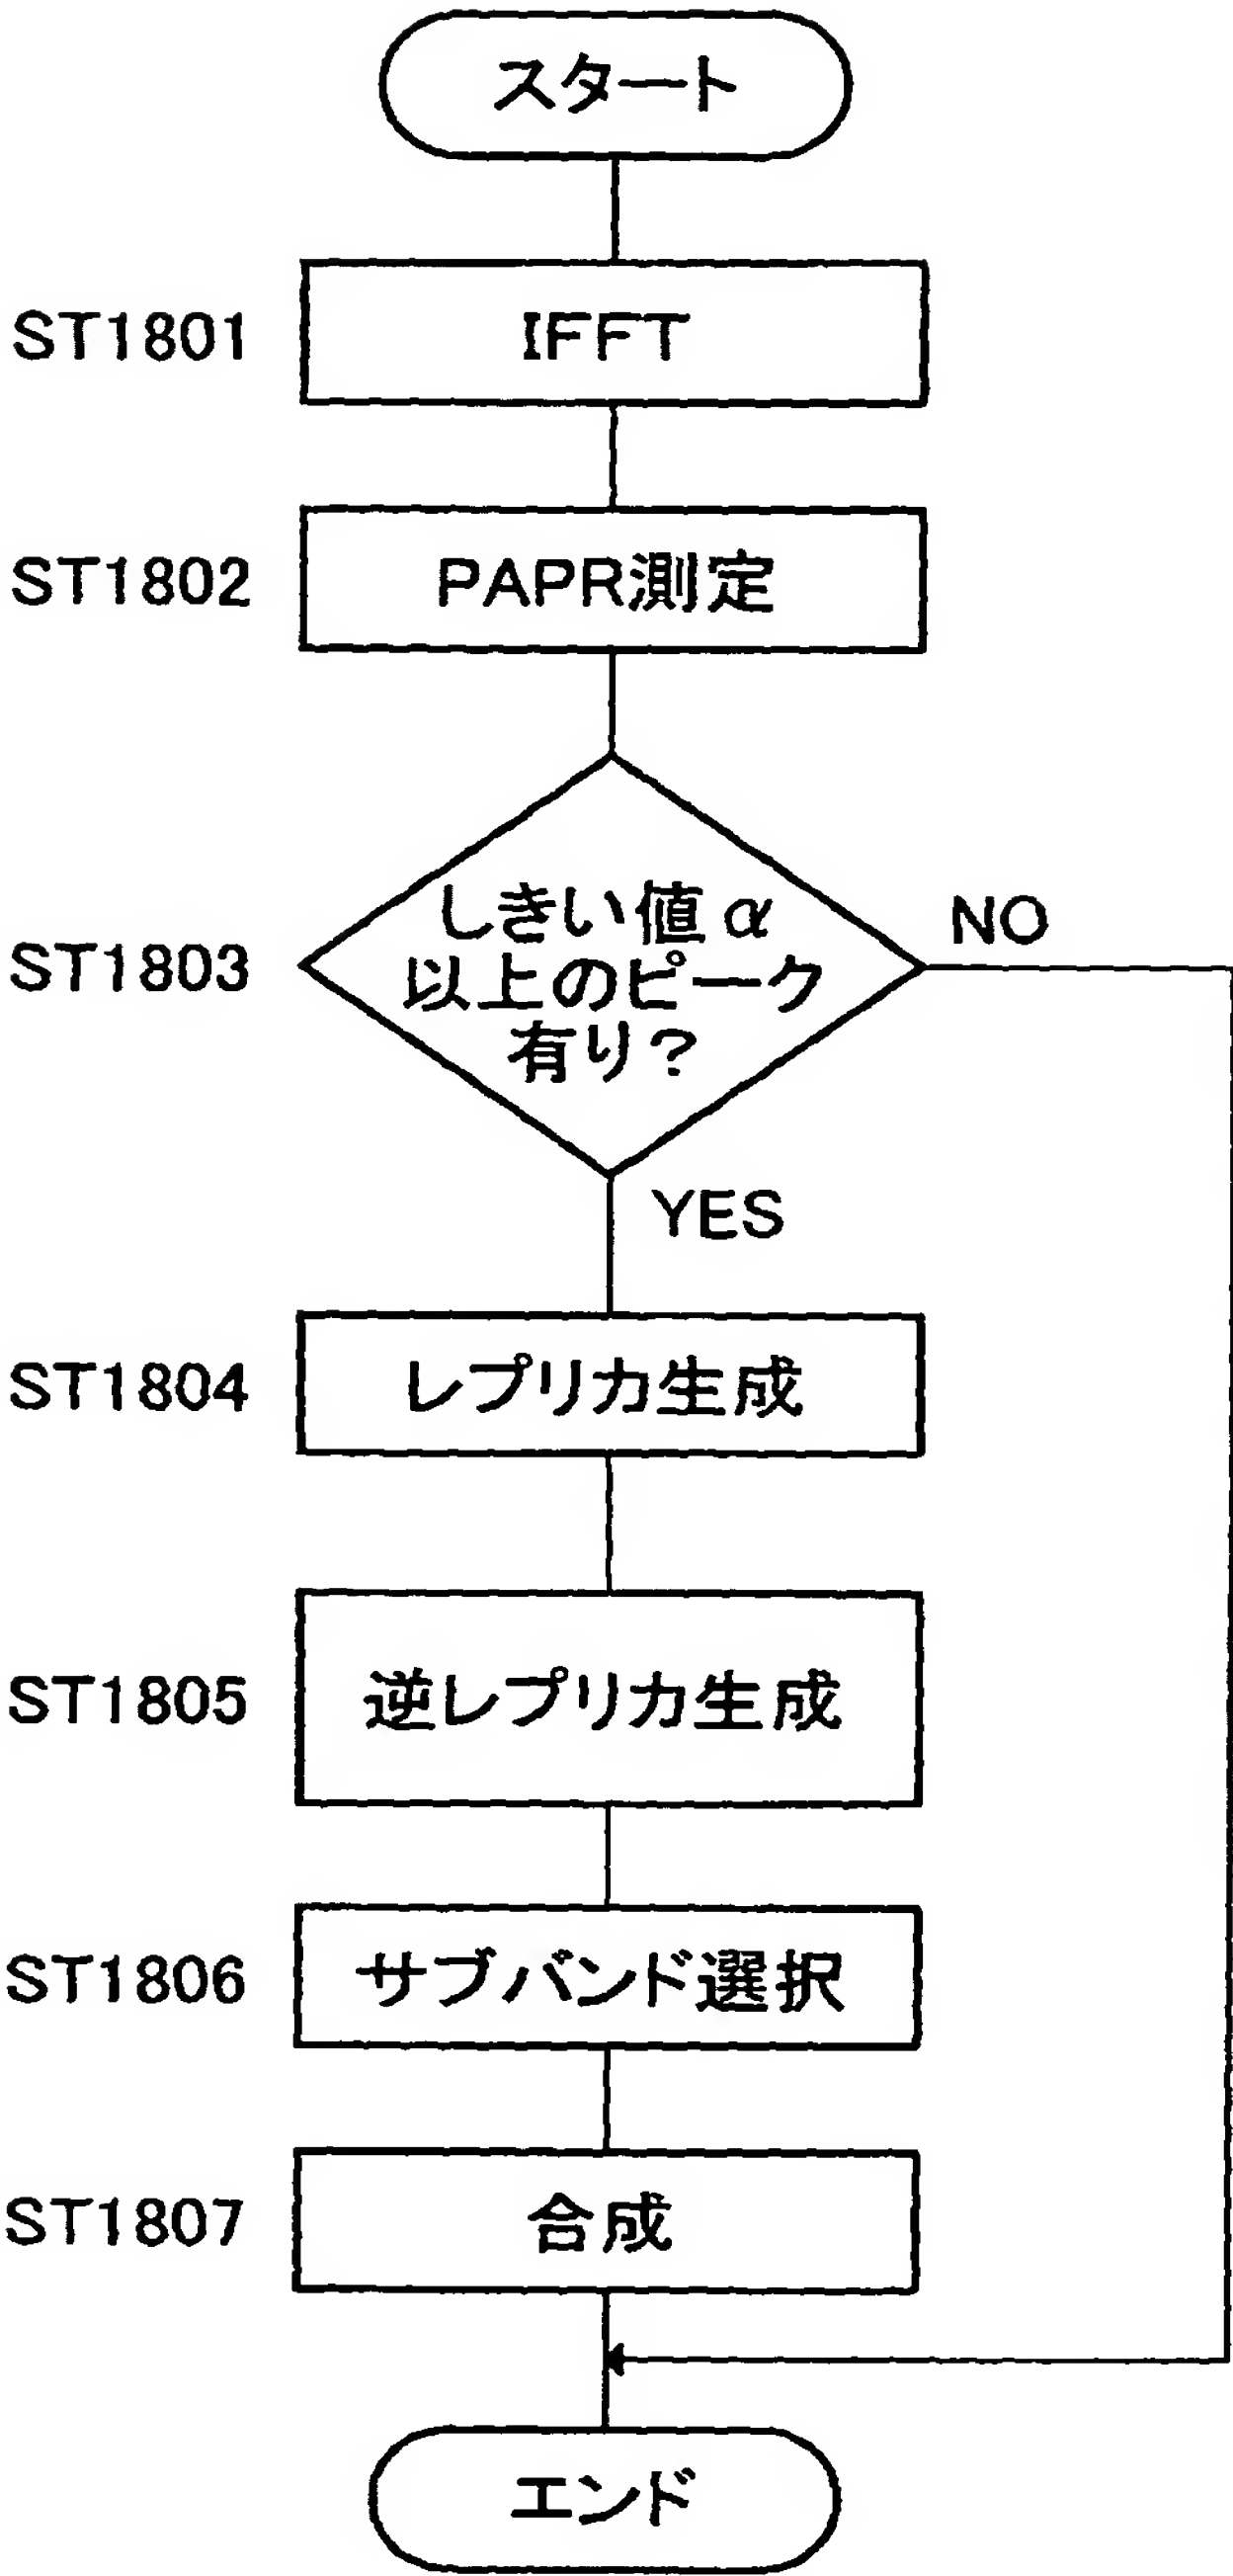 スタート
ST1801
IFFT
ST1802
PAPR測定
ST1803
しきい値α
以上のピーク
有り?
NO
YES
ST1804
レプリカ生成
ST1805
逆レプリカ生成
ST1806
サブバンド選択
ST1807
合成
エンド